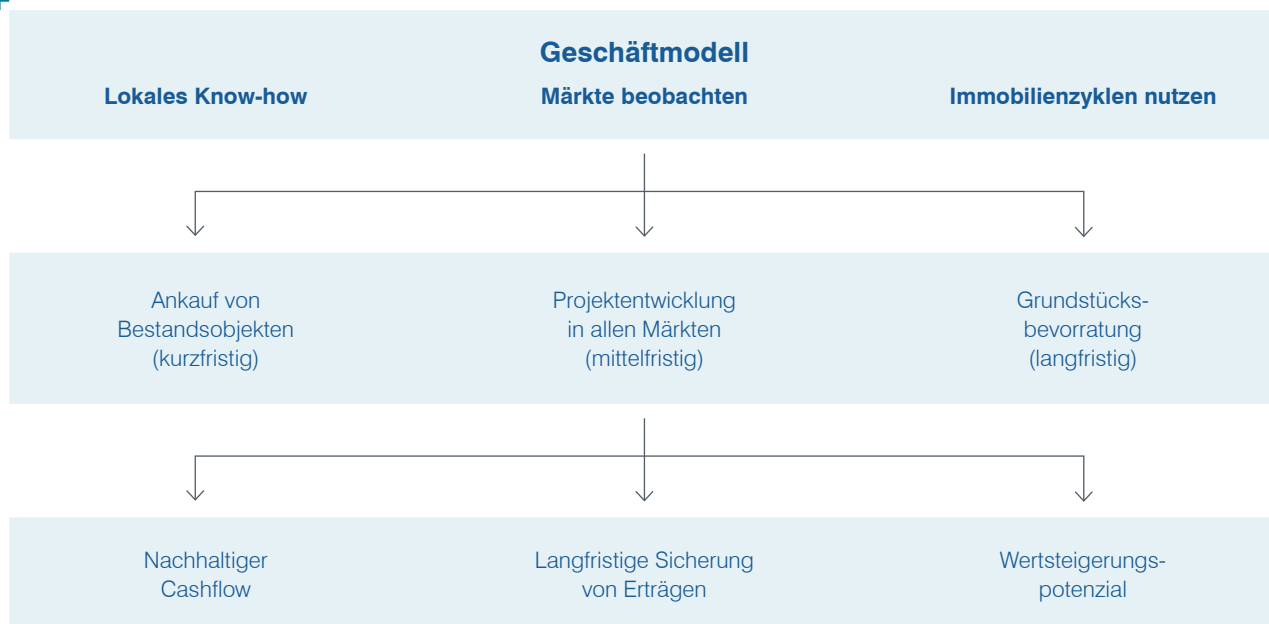 Geschäftmodell
Lokales Know-how
Märkte beobachten
Immobilienzyklen nutzen
Ankauf von
Bestandsobjekten
(kurzfristig)
Projektentwicklung
in allen Märkten
(mittelfristig)
Grundstücks-
bevorratung
(langfristig)
Nachhaltiger
Cashflow
Langfristige Sicherung
von Erträgen
Wertsteigerungs-
potenzial